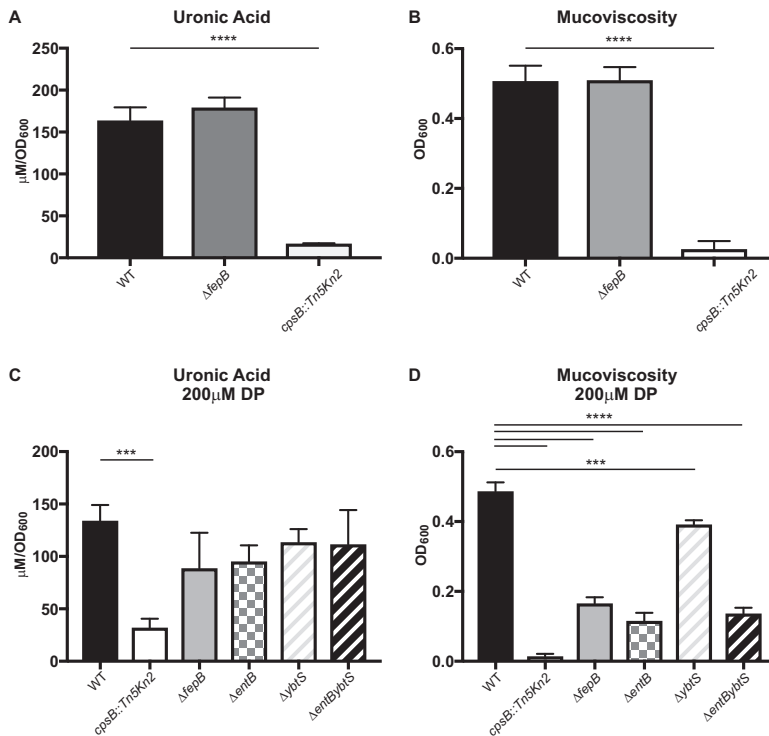 A
Uronic Acid
****
250
200
150
100
50
0
μM/OD600
WT
ΔfepB
cpsB::Tn5Kn2
B
Mucoviscosity
****
0.6
0.4
0.2
0.0
OD600
WT
ΔfepB
cpsB::Tn5Kn2
C
Uronic Acid
200μM DP
***
200
150
100
50
0
μM/OD600
WT
cpsB::Tn5Kn2
ΔfepB
ΔentB
ΔybtS
ΔentBybtS
D
Mucoviscosity
200μM DP
****
***
0.6
0.4
0.2
0.0
OD600
WT
cpsB::Tn5Kn2
ΔfepB
ΔentB
ΔybtS
ΔentBybtS